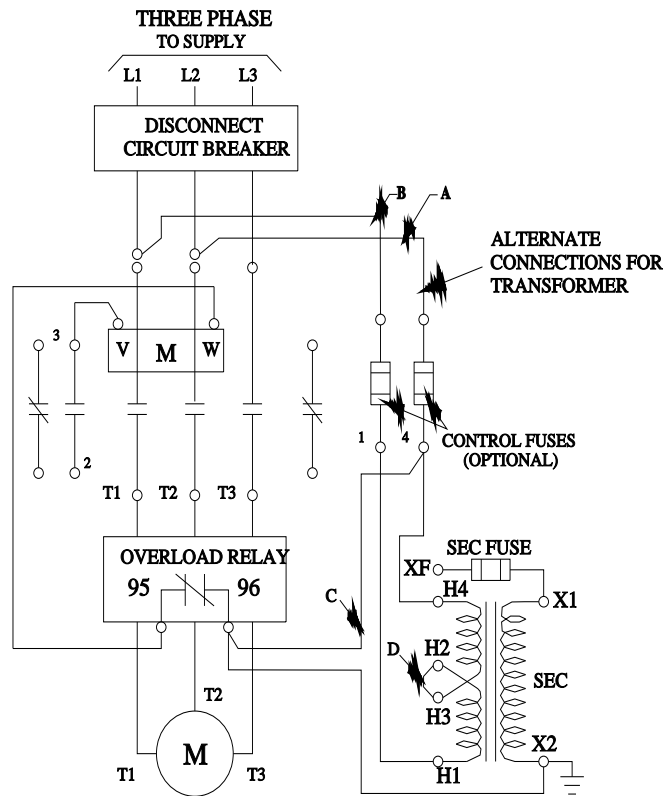 THREE PHASE
TO SUPPLY
L1 L2 L3
DISCONNECT
CIRCUIT BREAKER
B A
ALTERNATE
CONNECTIONS FOR
TRANSFORMER
3
V M W
2
1 4
CONTROL FUSES
(OPTIONAL)
T1 T2 T3
OVERLOAD RELAY
95 96
SEC FUSE
XF
H4 X1
C
D H2
SEC
H3
T2
M
T1 T3
X2
H1